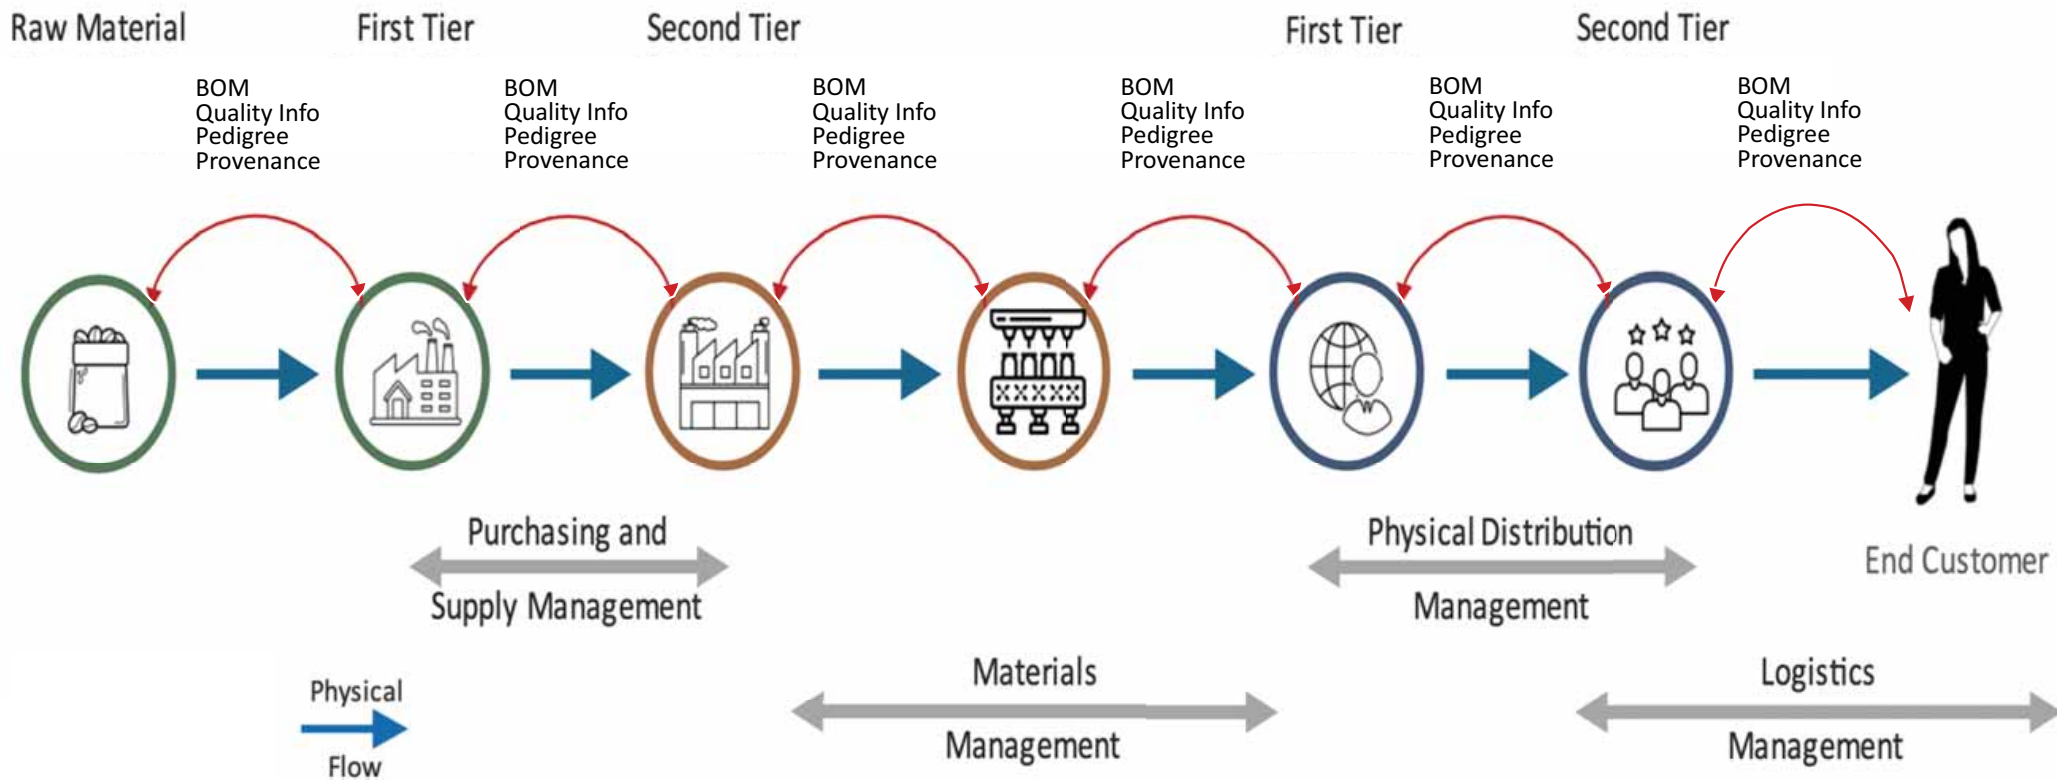 Raw Material
First Tier
Second Tier
First Tier
Second Tier
BOM
Quality Info
Pedigree
Provenance
BOM
Quality Info
Pedigree
Provenance
BOM
Quality Info
Pedigree
Provenance
BOM
Quality Info
Pedigree
Provenance
BOM
Quality Info
Pedigree
Provenance
BOM
Quality Info
Pedigree
Provenance
Purchasing and
Supply Management
Physical Distribution
Management
End Customer
Physical
Flow
Materials
Management
Logistics
Management